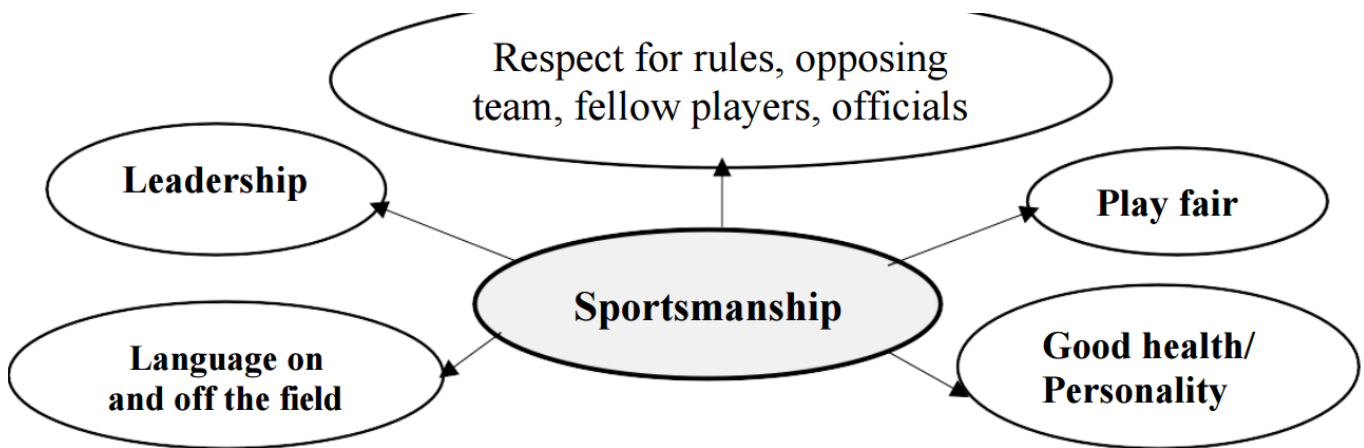 Respect for rules, opposing
team, fellow players, officials
Leadership
Play fair
Sportsmanship
Language on
and off the field
Good health/
Personality